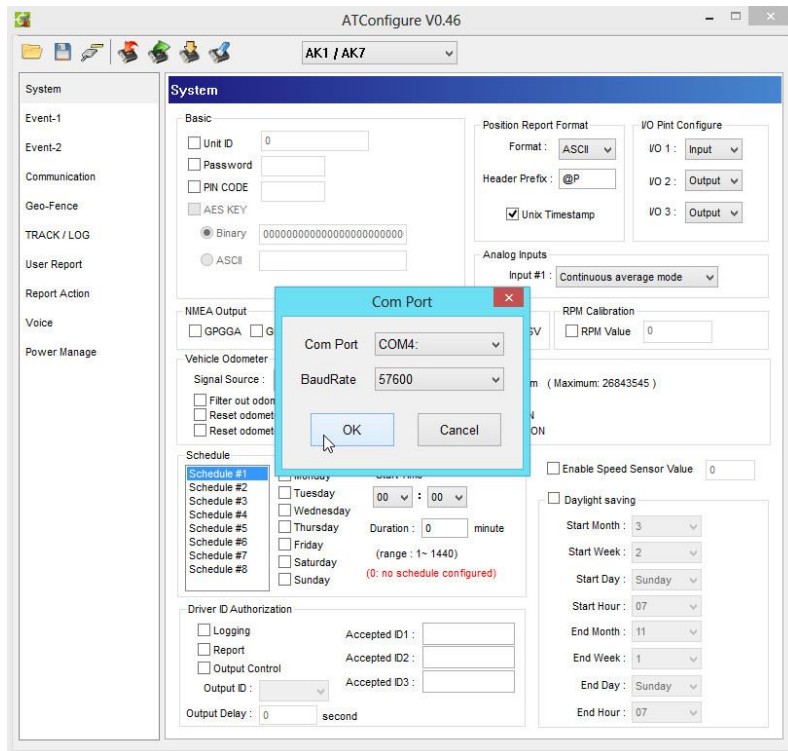 ATConfigure V0.46
AK1 / AK7
System
Event-1
Event-2
Communication
Geo-Fence
TRACK / LOG
User Report
Report Action
Voice
Power Manage
System
Basic
Unit ID 0
Password
PIN CODE
AES KEY
Binary 000000000000000000000000
ASCII
Position Report Format
Format : ASCII
Header Prefix : @P
Unix Timestamp
I/O Pint Configure
I/O 1 : Input
I/O 2 : Output
I/O 3 : Output
Analog Inputs
Input #1 : Continuous average mode
NMEA Output
GPGGA
RPM Calibration
RPM Value 0
Com Port
Com Port COM4:
BaudRate 57600
OK Cancel
Vehicle Odometer
Signal Source :
( Maximum: 26843545 )
Filter out
Reset
Reset
ON
Schedule
Schedule #1
Schedule #2
Schedule #3
Schedule #4
Schedule #5
Schedule #6
Schedule #7
Schedule #8
Monday
Tuesday
Wednesday
Thursday
Friday
Saturday
Sunday
Start Time
00 : 00
Duration : 0 minute
(range : 1~ 1440)
(0: no schedule configured)
Enable Speed Sensor Value 0
Daylight saving
Start Month : 3
Start Week : 2
Start Day : Sunday
Start Hour : 07
End Month : 11
End Week : 1
End Day : Sunday
End Hour : 07
Driver ID Authorization
Logging
Report
Output Control
Output ID :
Output Delay : 0 second
Accepted ID1 :
Accepted ID2 :
Accepted ID3 :